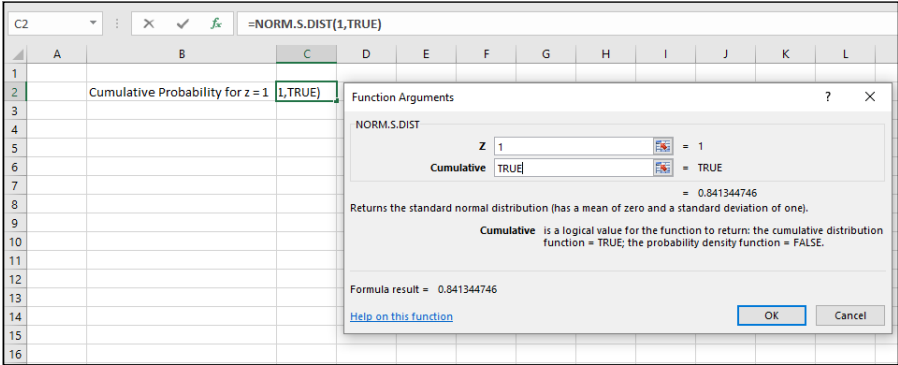 C2 fx =NORM.S.DIST(1,TRUE)
A B C D E F G H I J K L
1
2 Cumulative Probability for z = 1 1,TRUE)
3
4
5
6
7
8
9
10
11
12
13
14
15
16
Function Arguments ? ×
NORM.S.DIST
Z 1 = 1
Cumulative TRUE = TRUE
= 0.841344746
Returns the standard normal distribution (has a mean of zero and a standard deviation of one).
Cumulative is a logical value for the function to return: the cumulative distribution
function = TRUE; the probability density function = FALSE.
Formula result = 0.841344746
Help on this function OK Cancel